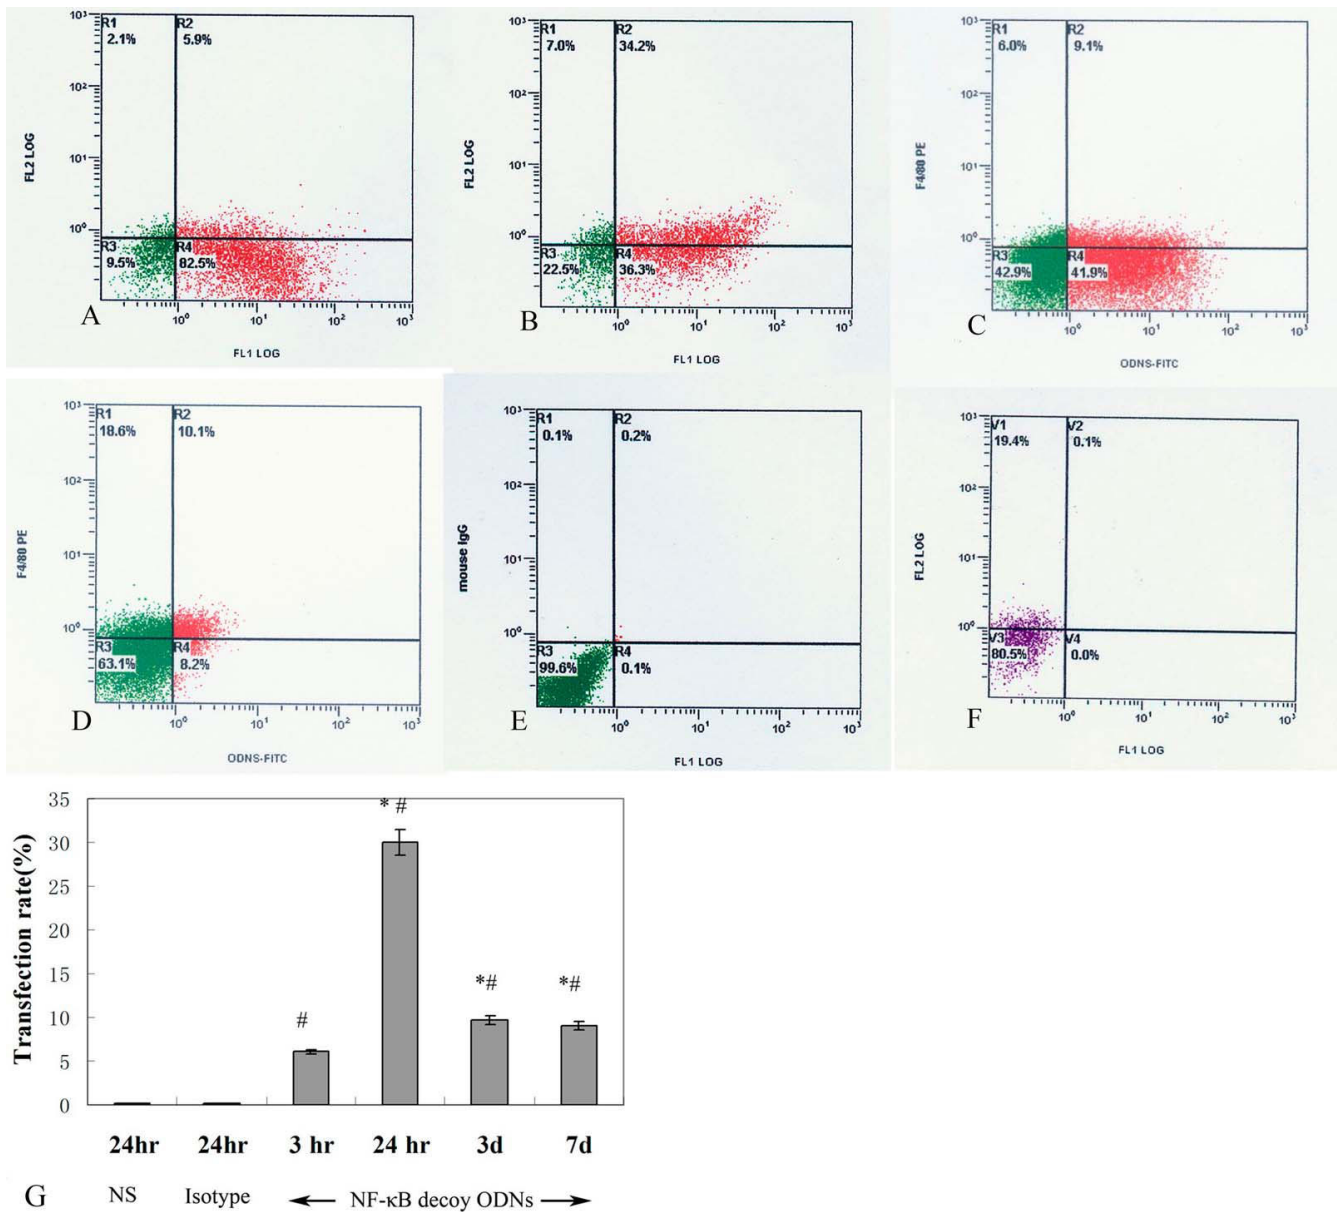 10³
R1
2.1%
R2
5.9%
10²
10¹
10⁰
R3
9.5%
R4
82.5%
10⁰
10¹
10²
10³
FL2 LOG
FL1 LOG
A
10³
R1
7.0%
R2
34.2%
10²
10¹
10⁰
R3
22.5%
R4
36.3%
10⁰
10¹
10²
10³
FL2 LOG
FL1 LOG
B
10³
R1
6.0%
R2
9.1%
10²
10¹
10⁰
R3
42.9%
R4
41.9%
10⁰
10¹
10²
10³
F4/80 PE
ODNS-FITC
C
10³
R1
18.6%
R2
10.1%
10²
10¹
10⁰
R3
63.1%
R4
8.2%
10⁰
10¹
10²
10³
F4/80 PE
ODNS-FITC
D
10³
R1
0.1%
R2
0.2%
10²
10¹
10⁰
R3
99.6%
R4
0.1%
10⁰
10¹
10²
10³
mouse IgG
FL1 LOG
E
10³
V1
19.4%
V2
0.1%
10²
10¹
10⁰
V3
80.5%
V4
0.0%
10⁰
10¹
10²
10³
FL2 LOG
FL1 LOG
F
Transfection rate(%)
35
30
25
20
15
10
5
0
#
* #
*#
*#
24hr 24hr 3 hr 24 hr 3d 7d
G NS Isotype NF-κB decoy ODNs